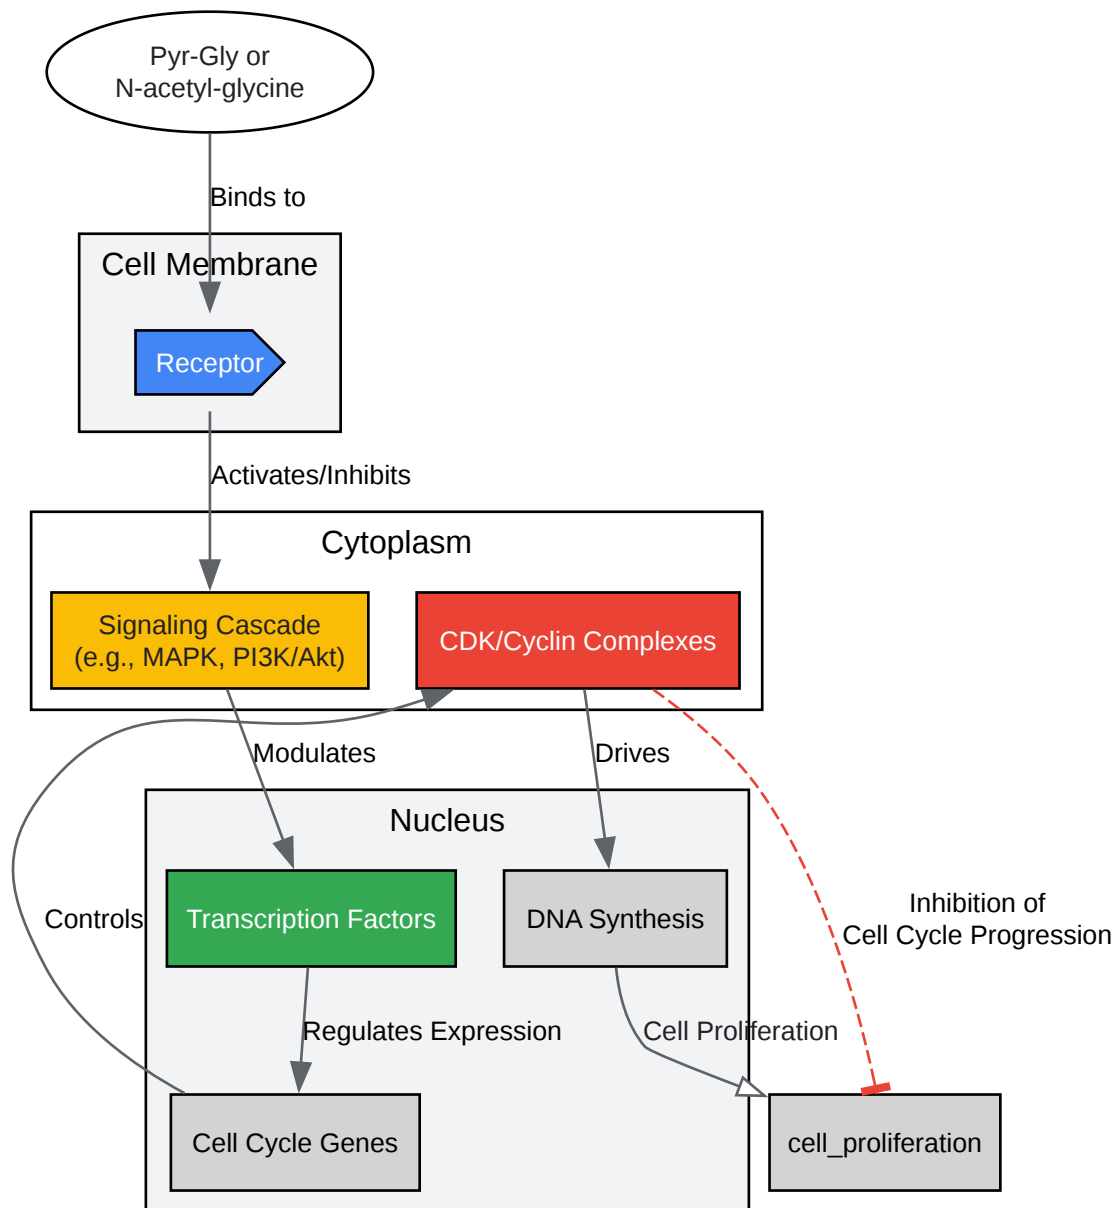 Pyr-Gly or
N-acetyl-glycine
Binds to
Cell Membrane
Receptor
Activates/Inhibits
Cytoplasm
Signaling Cascade
(e.g., MAPK, PI3K/Akt)
CDK/Cyclin Complexes
Modulates
Drives
Nucleus
Transcription Factors
DNA Synthesis
Controls
Inhibition of
Cell Cycle Progression
Regulates Expression
Cell Proliferation
Cell Cycle Genes
cell_proliferation